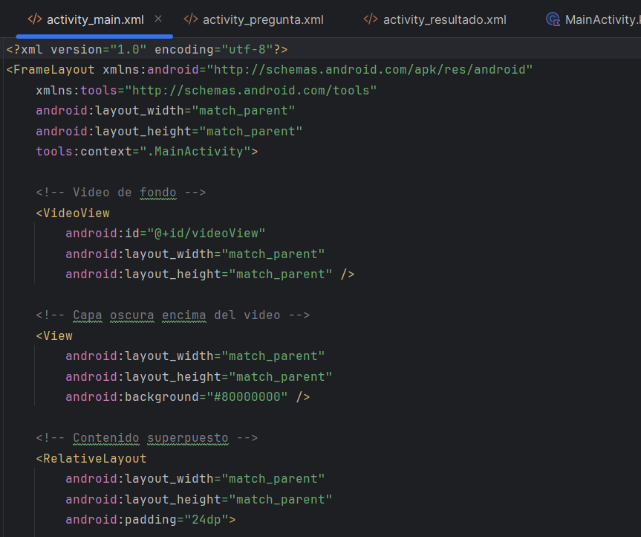 activity_main.xml × activity_pregunta.xml activity_resultado.xml MainActivity.
<?xml version="1.0" encoding="utf-8"?>
<FrameLayout xmlns:android="http://schemas.android.com/apk/res/android"
xmlns:tools="http://schemas.android.com/tools"
android:layout_width="match_parent"
android:layout_height="match_parent"
tools:context=".MainActivity">
<!-- Video de fondo -->
<VideoView
android:id="@+id/videoView"
android:layout_width="match_parent"
android:layout_height="match_parent" />
<!-- Capa oscura encima del video -->
<View
android:layout_width="match_parent"
android:layout_height="match_parent"
android:background="#80000000" />
<!-- Contenido superpuesto -->
<RelativeLayout
android:layout_width="match_parent"
android:layout_height="match_parent"
android:padding="24dp">